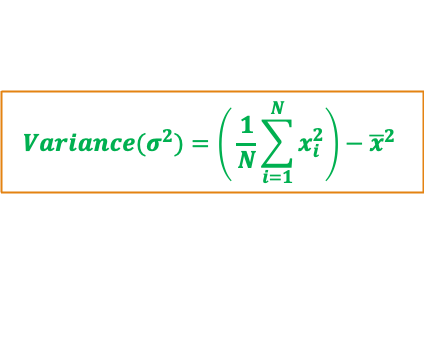 Variance(σ²) = (1/N ∑_{i=1}^{N} x_i²) − x̄²